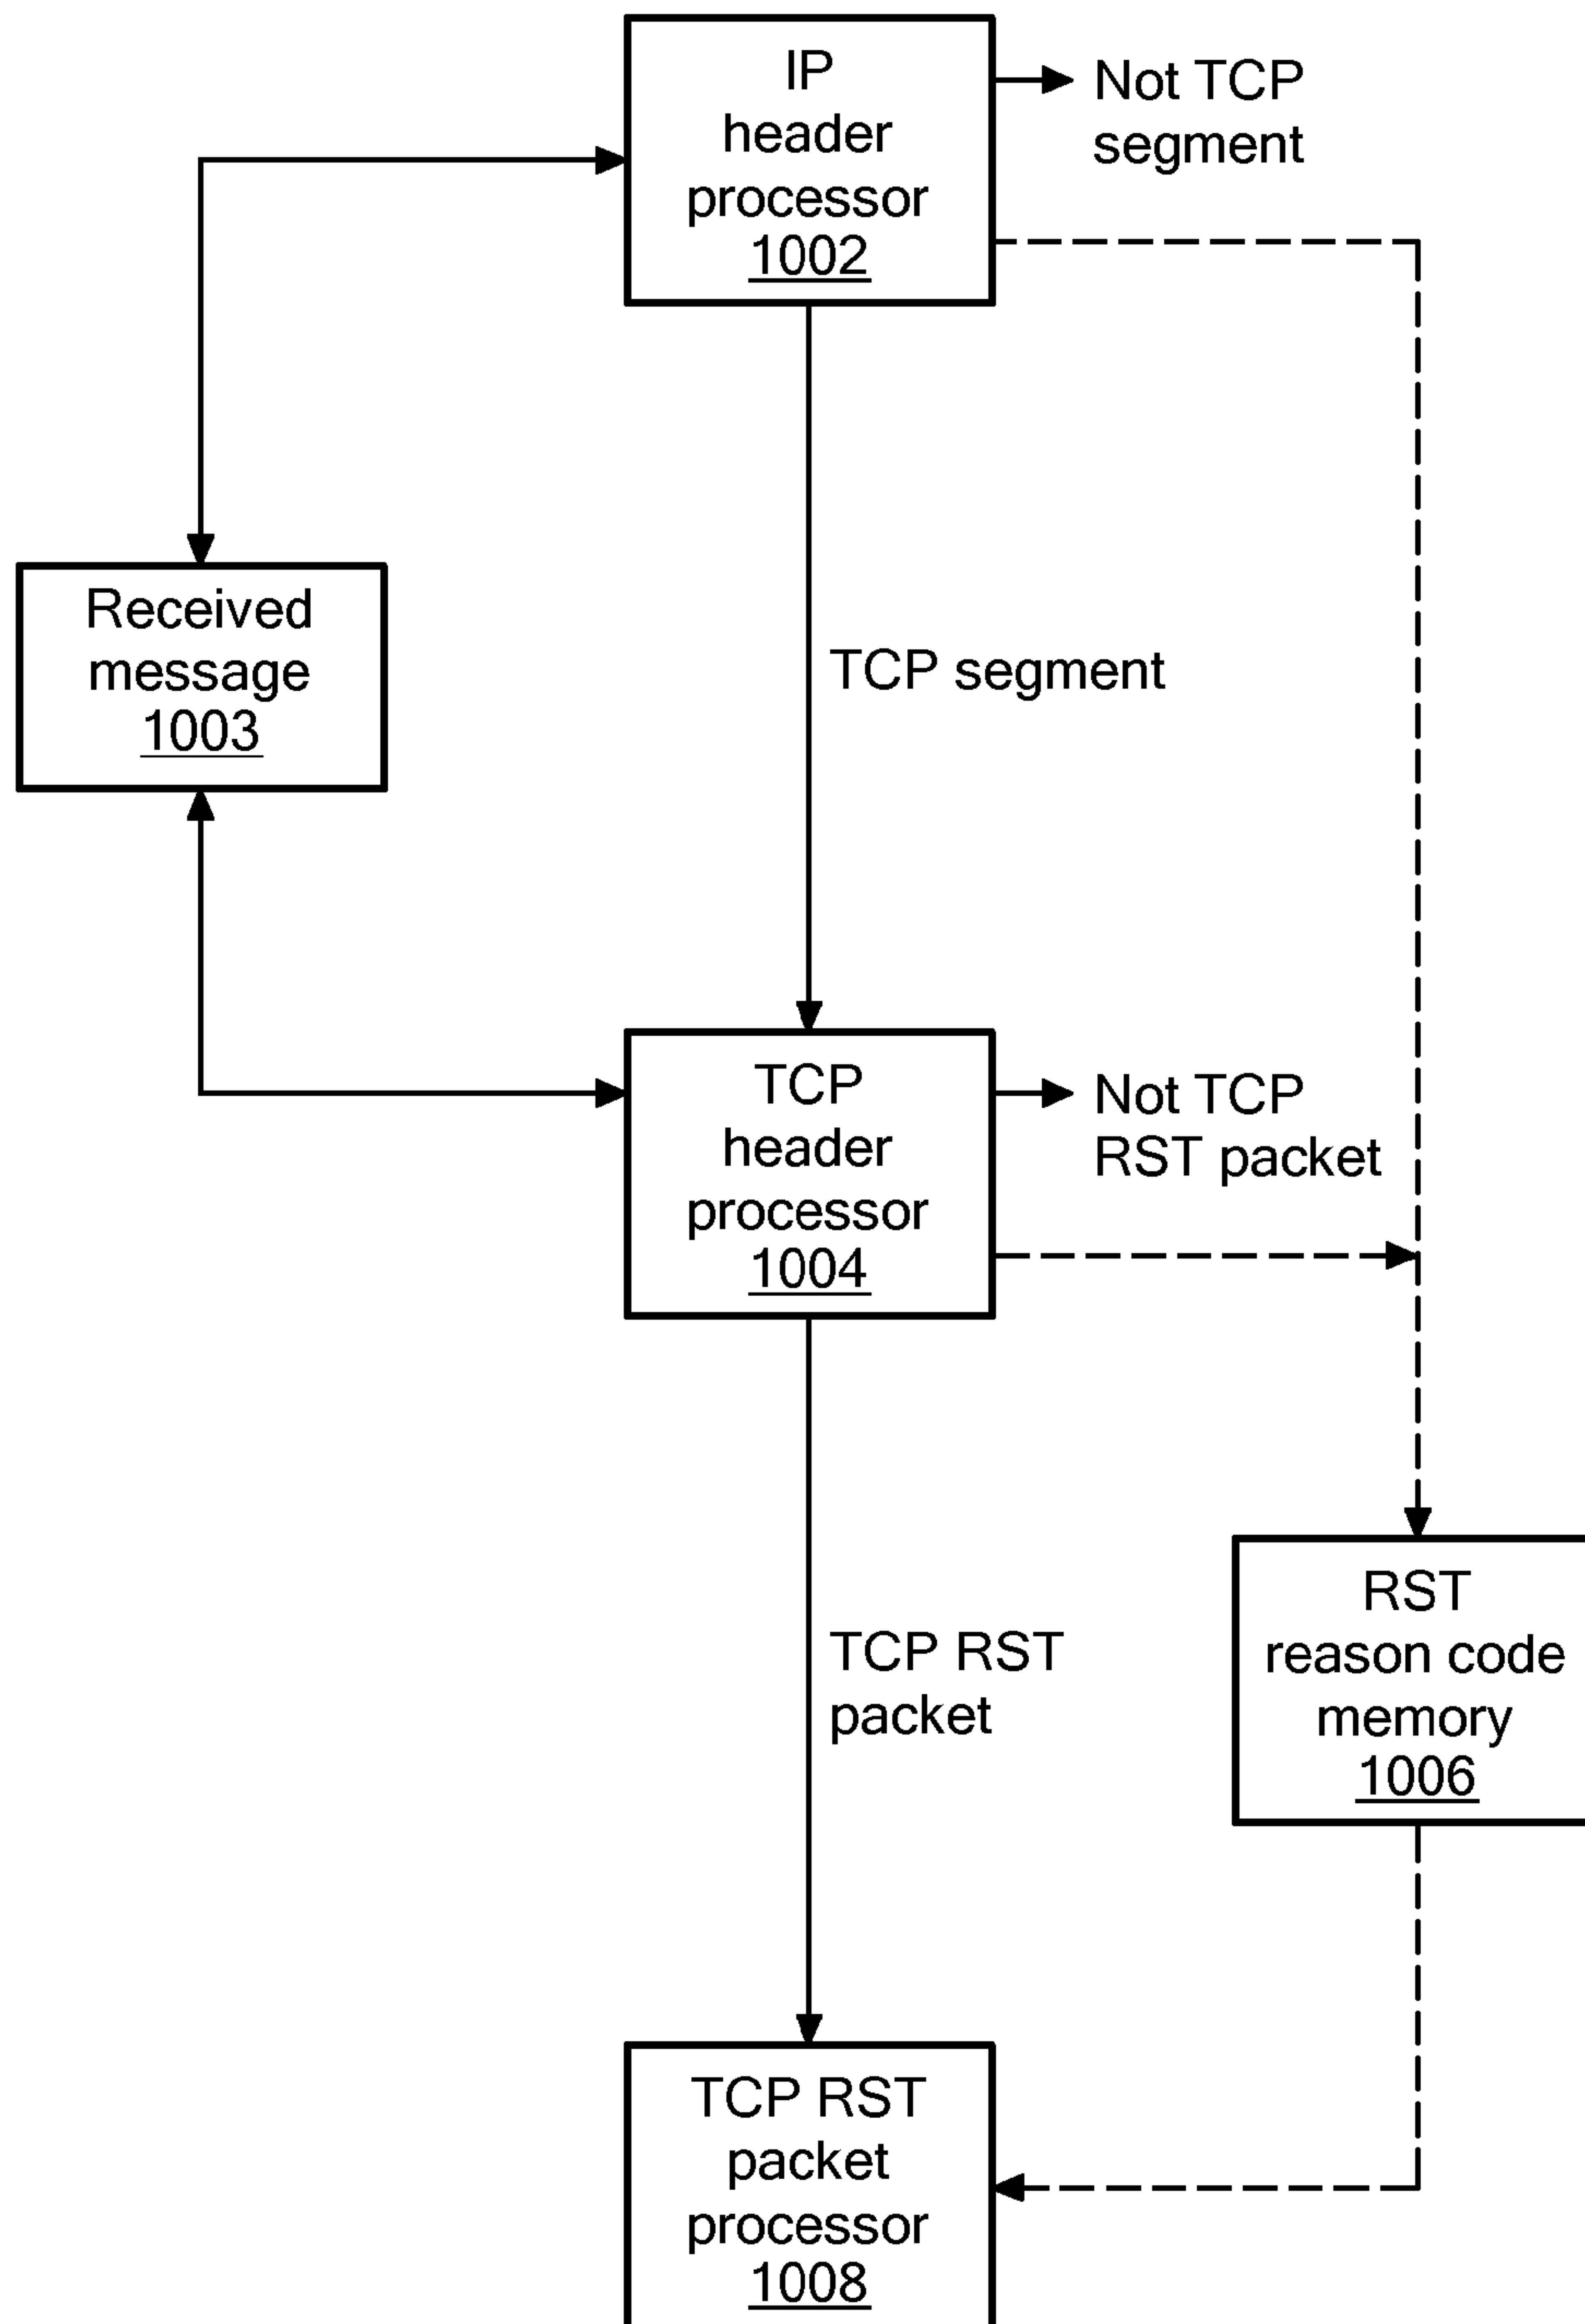 IP
header
processor
1002
Not TCP
segment
Received
message
1003
TCP segment
TCP
header
processor
1004
Not TCP
RST packet
RST
reason code
memory
1006
TCP RST
packet
TCP RST
packet
processor
1008